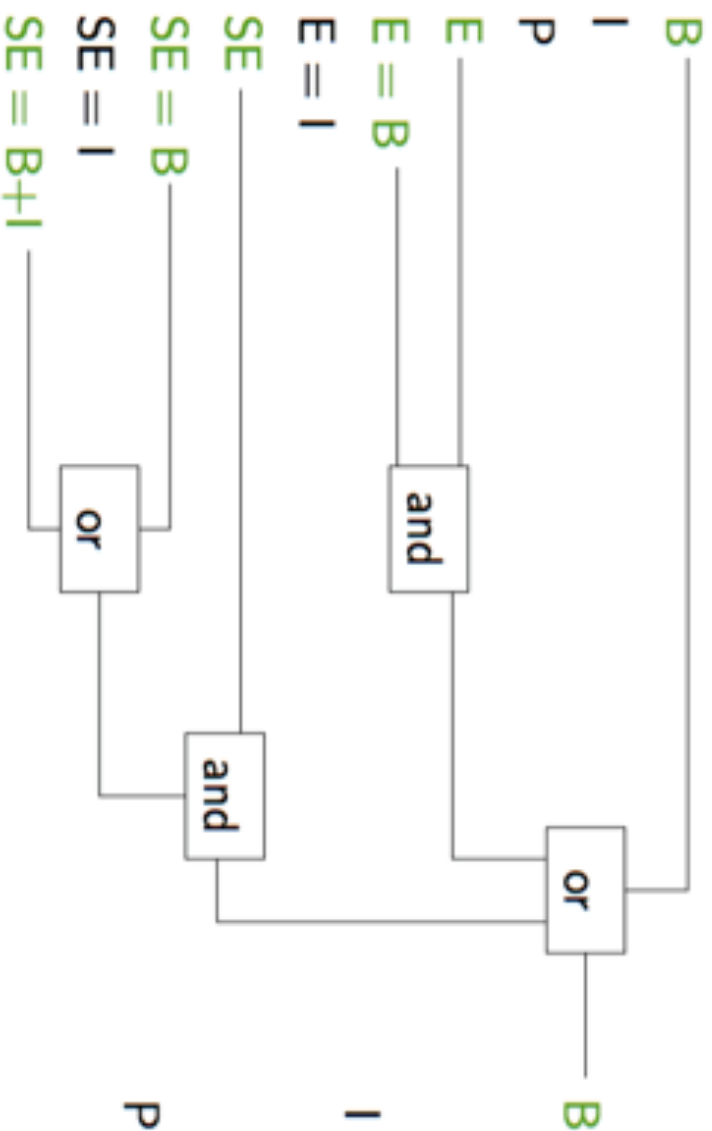 B
I
P
E
E = B
E = I
SE
SE = B
SE = I
SE = B+I
and
or
and
or
B
I
P